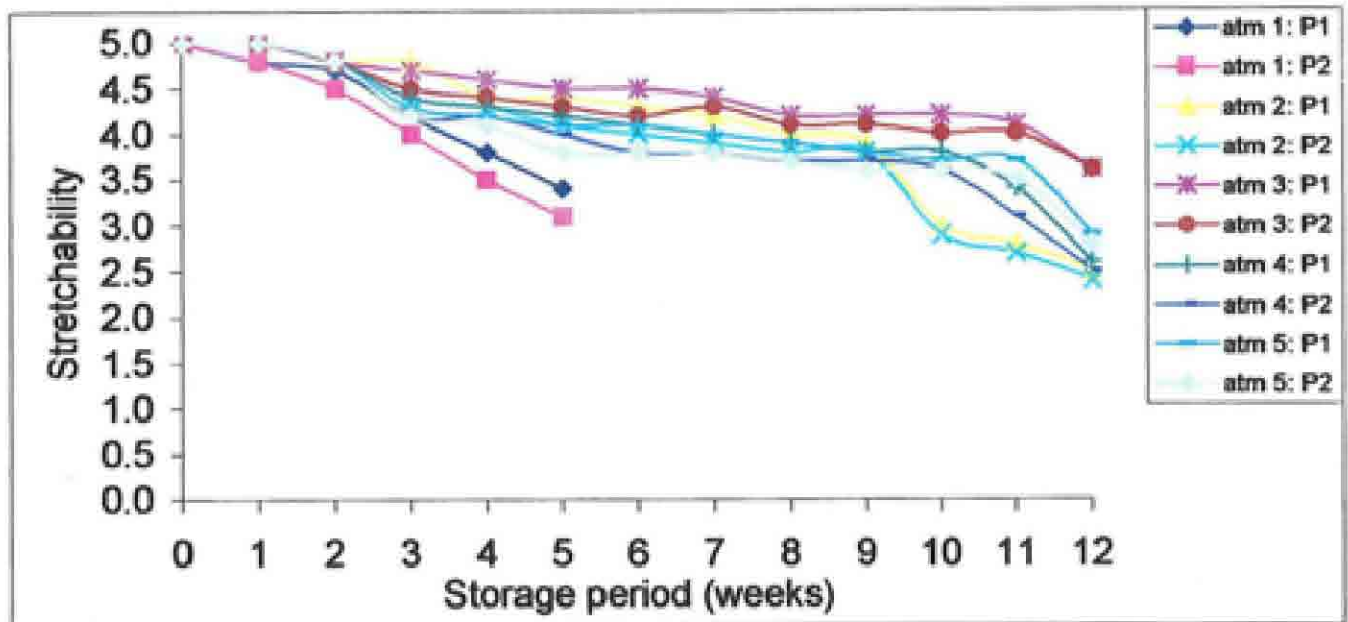 Stretchability
5.0
4.5
4.0
3.5
3.0
2.5
2.0
1.5
1.0
0.5
0.0
0 1 2 3 4 5 6 7 8 9 10 11 12
Storage period (weeks)
atm 1: P1
atm 1: P2
atm 2: P1
atm 2: P2
atm 3: P1
atm 3: P2
atm 4: P1
atm 4: P2
atm 5: P1
atm 5: P2